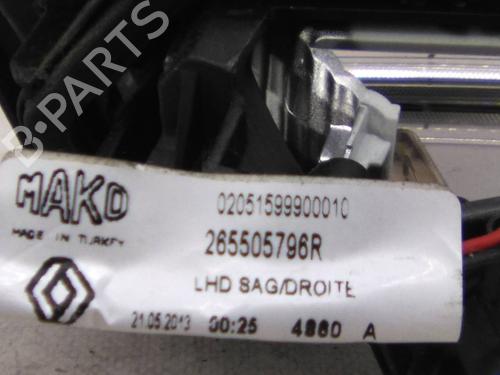 B-PARTS
MAKO
MADE IN TURKEY
02051599900010
265505796R
LHD SAG/DROITE
21.05.2013 00:25 4860 A